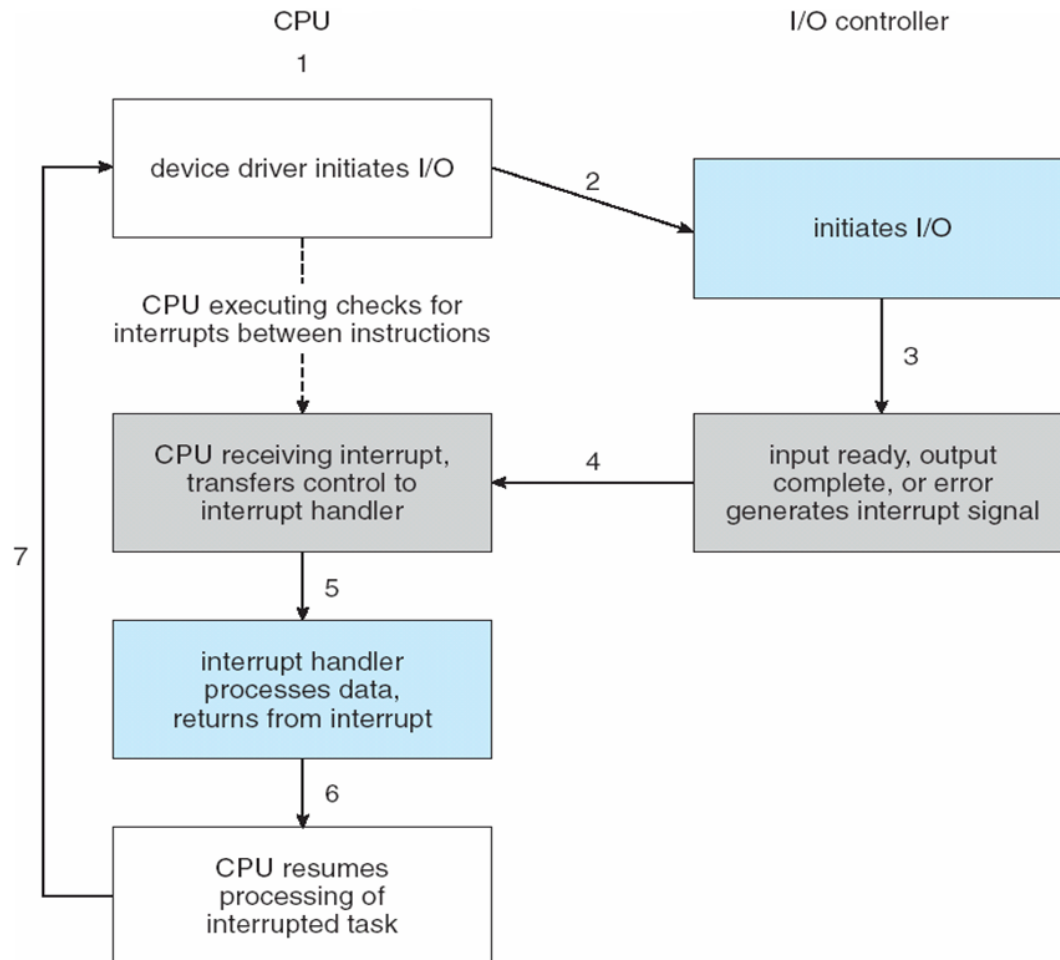 CPU
I/O controller
1
device driver initiates I/O
2
initiates I/O
CPU executing checks for
interrupts between instructions
3
CPU receiving interrupt,
transfers control to
interrupt handler
4
input ready, output
complete, or error
generates interrupt signal
7
5
interrupt handler
processes data,
returns from interrupt
6
CPU resumes
processing of
interrupted task